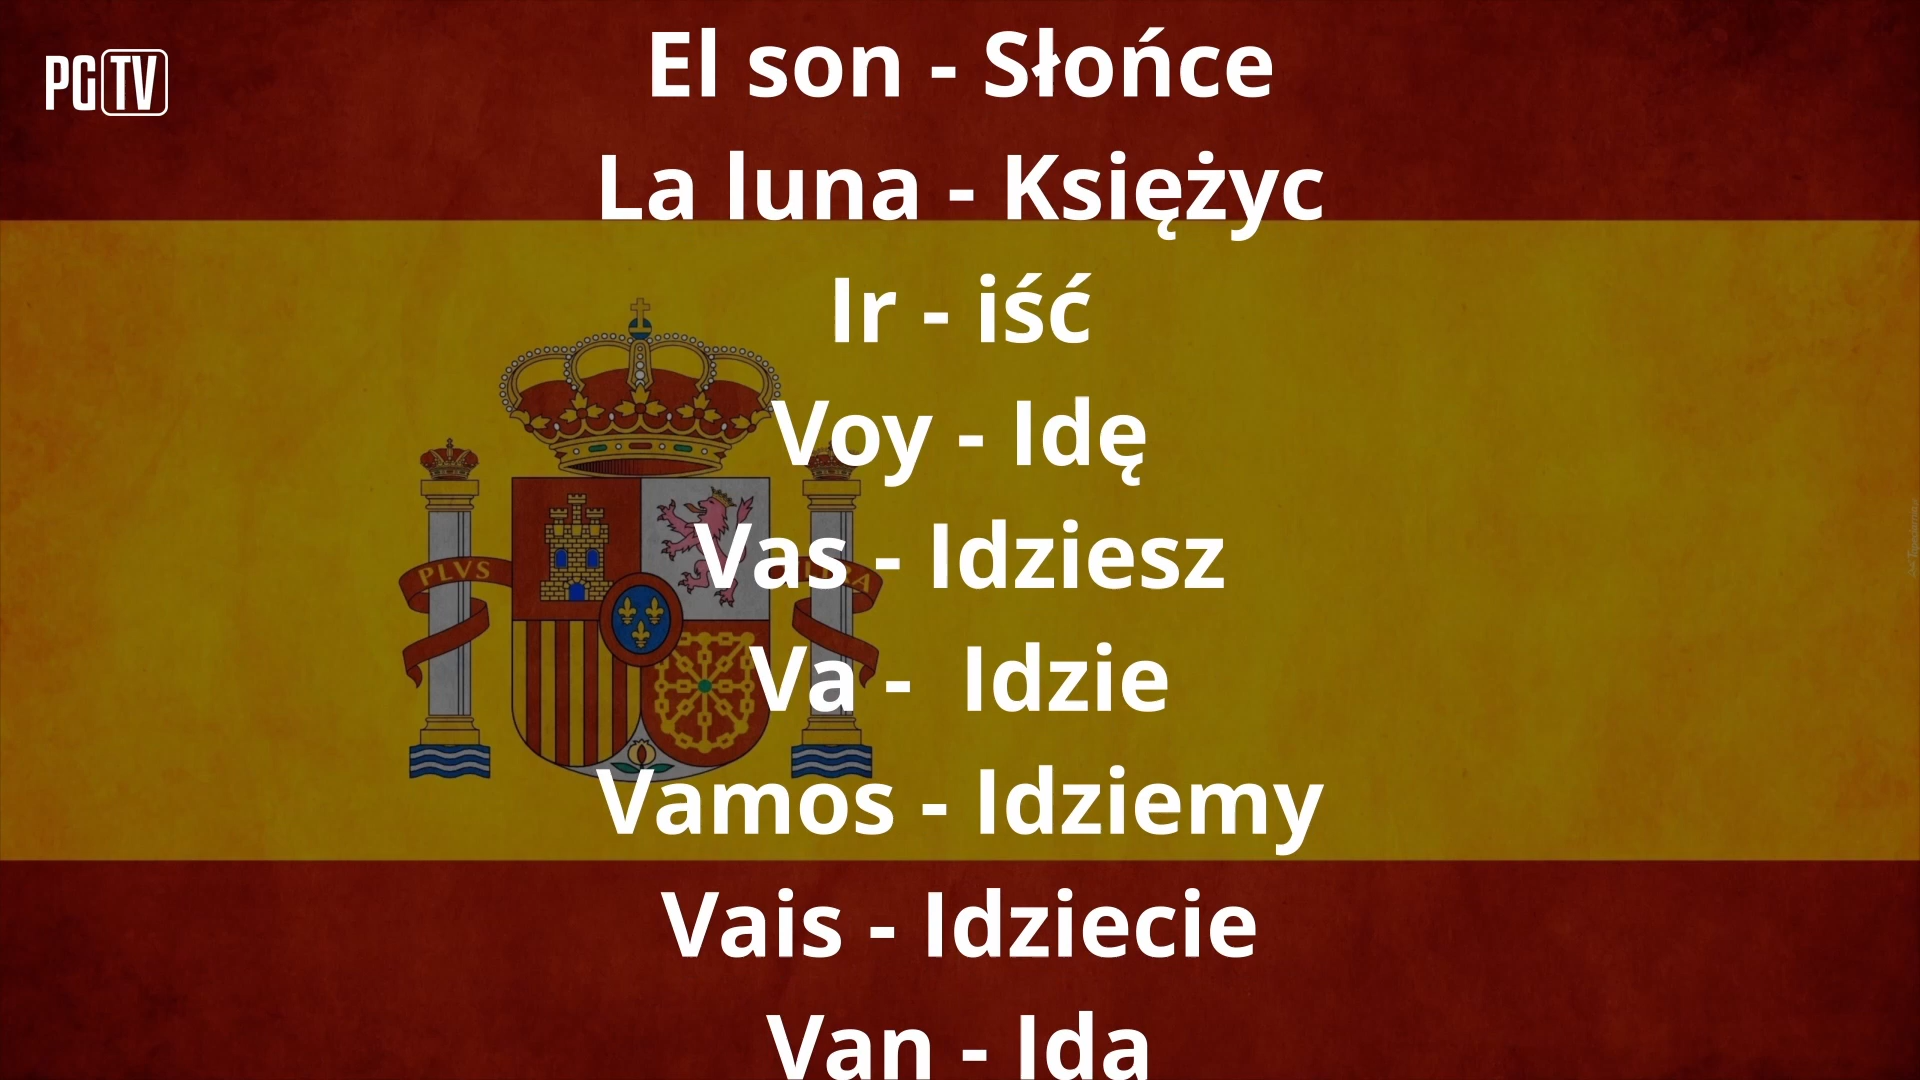 PG TV
El son - Słońce
La luna - Księżyc
Ir - iść
Voy - Idę
Vas - Idziesz
Va - Idzie
Vamos - Idziemy
Vais - Idziecie
Van - Ida
PLVS